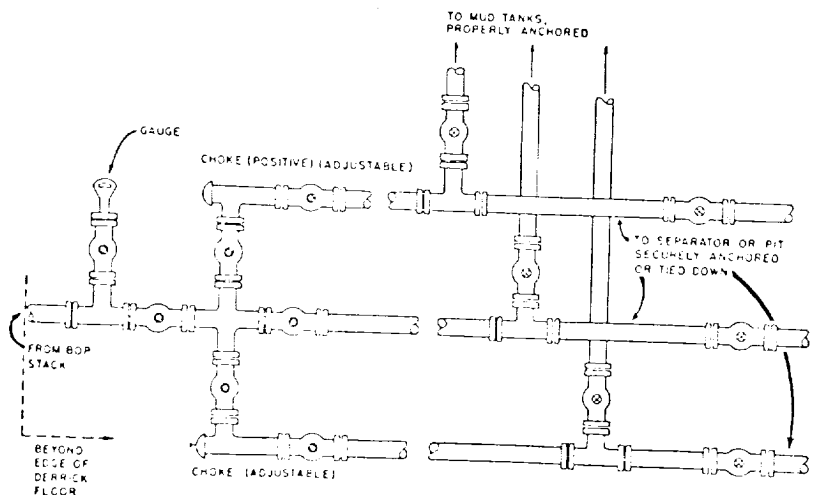 TO MUD TANKS,
PROPERLY ANCHORED
GAUGE
CHOKE (POSITIVE) (ADJUSTABLE)
TO SEPARATOR OR PIT
SECURELY ANCHORED
OR TIED DOWN
FROM BOP
STACK
BEYOND
EDGE OF
DERRICK
FLOOR
CHOKE (ADJUSTABLE)